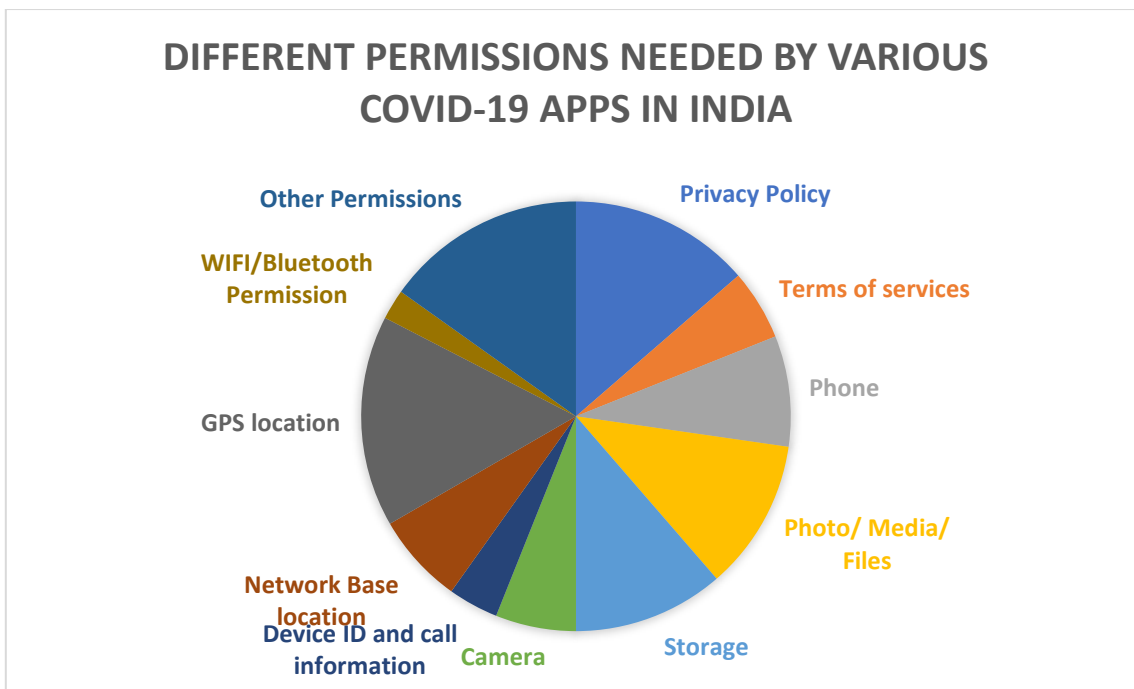 DIFFERENT PERMISSIONS NEEDED BY VARIOUS
COVID-19 APPS IN INDIA
Privacy Policy
Terms of services
Phone
Photo/ Media/
Files
Storage
Camera
Device ID and call
information
Network Base
location
GPS location
WIFI/Bluetooth
Permission
Other Permissions